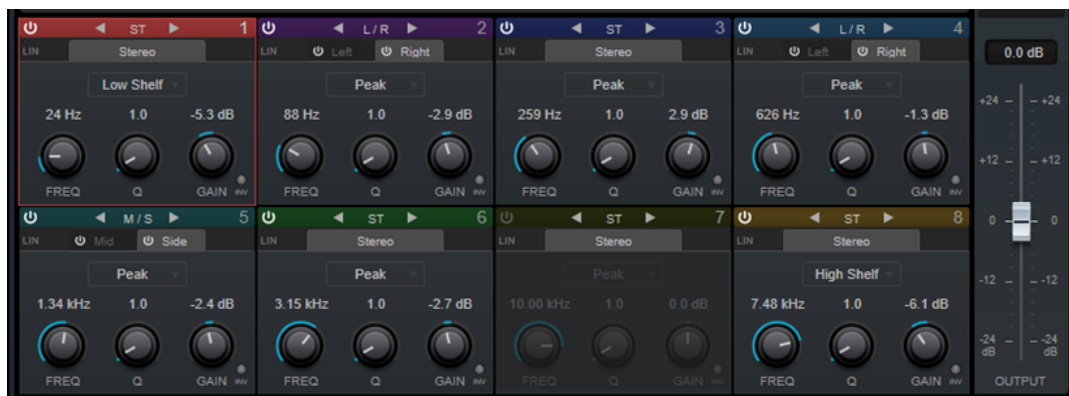 ST 1 L/R 2 ST 3 L/R 4
LIN Stereo LIN Left Right LIN Stereo LIN Left Right 0.0 dB
Low Shelf Peak Peak Peak
24 Hz 1.0 -5.3 dB 88 Hz 1.0 -2.9 dB 259 Hz 1.0 2.9 dB 626 Hz 1.0 -1.3 dB +24 +24
+12 +12
FREQ Q GAIN INV FREQ Q GAIN INV FREQ Q GAIN INV FREQ Q GAIN INV
M/S 5 ST 6 ST 7 ST 8 0 0
LIN Mid Side LIN Stereo LIN Stereo LIN Stereo
Peak Peak Peak High Shelf -12 -12
1.34 kHz 1.0 -2.4 dB 3.15 kHz 1.0 -2.7 dB 10.00 kHz 1.0 0.0 dB 7.48 kHz 1.0 -6.1 dB
-24 -24
dB dB
FREQ Q GAIN INV FREQ Q GAIN INV FREQ Q GAIN INV FREQ Q GAIN INV OUTPUT